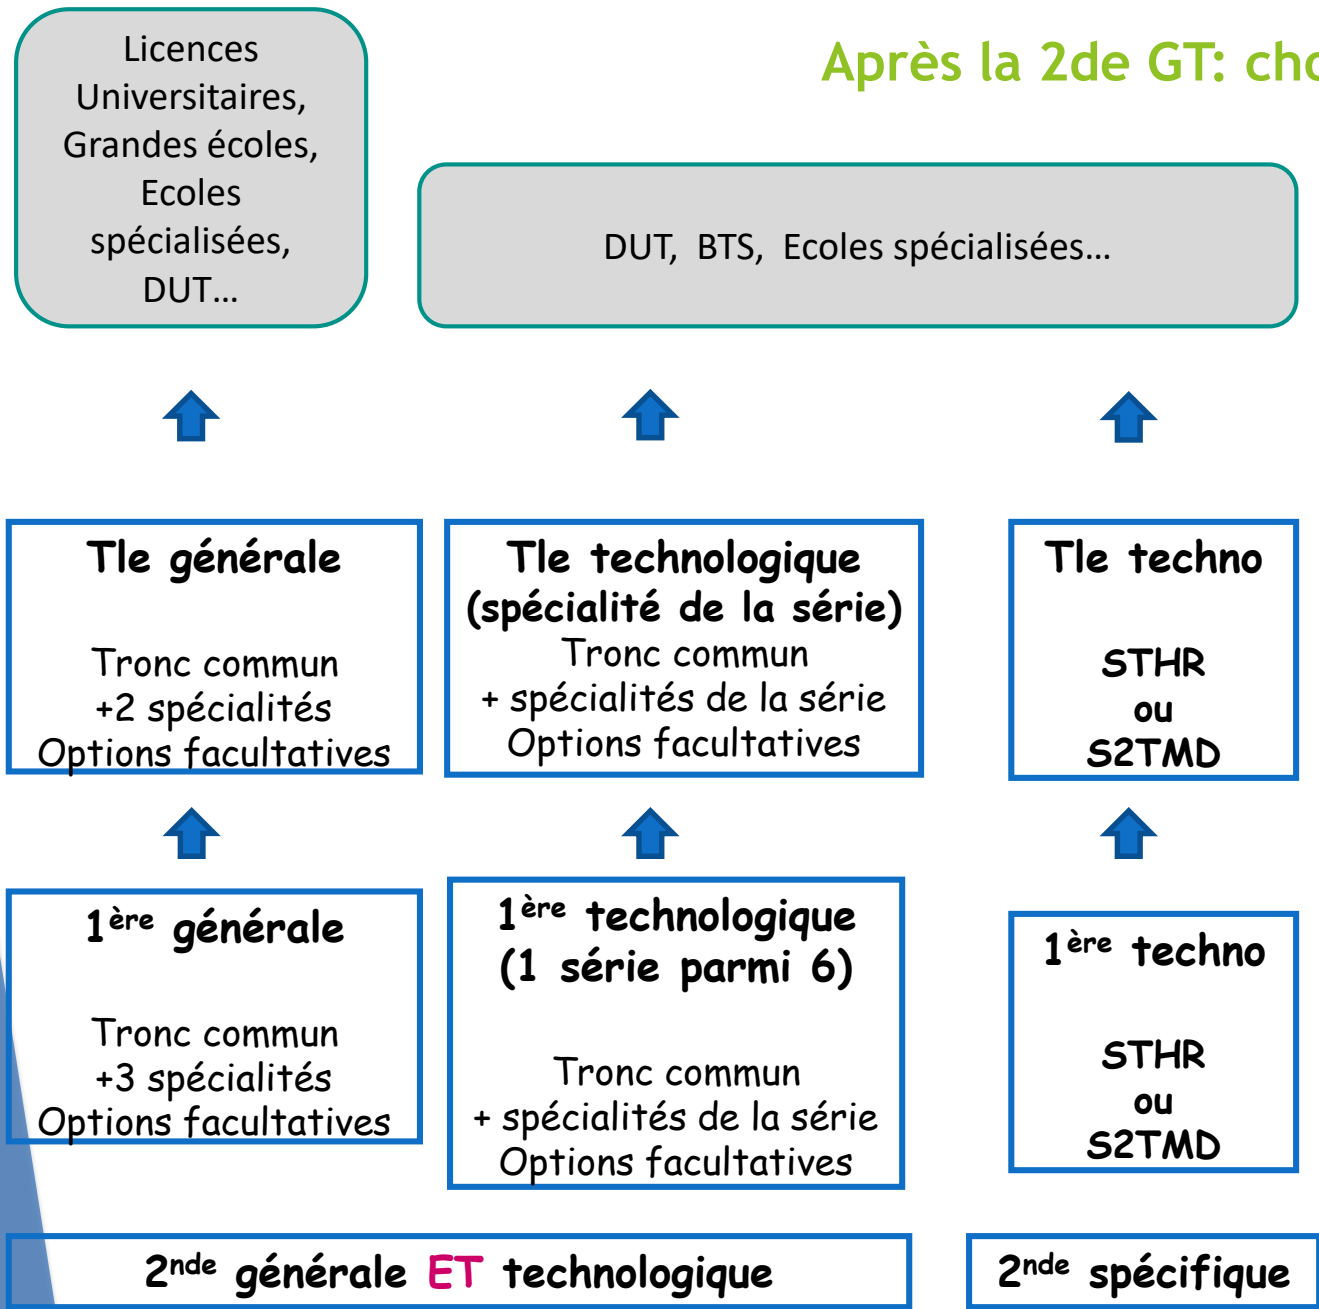 Après la 2de GT: cho
Licences
Universitaires,
Grandes écoles,
Ecoles
spécialisées,
DUT…
DUT, BTS, Ecoles spécialisées…
Tle générale
Tronc commun
+2 spécialités
Options facultatives
Tle technologique
(spécialité de la série)
Tronc commun
+ spécialités de la série
Options facultatives
Tle techno
STHR
ou
S2TMD
1ère générale
Tronc commun
+3 spécialités
Options facultatives
1ère technologique
(1 série parmi 6)
Tronc commun
+ spécialités de la série
Options facultatives
1ère techno
STHR
ou
S2TMD
2nde générale ET technologique
2nde spécifique